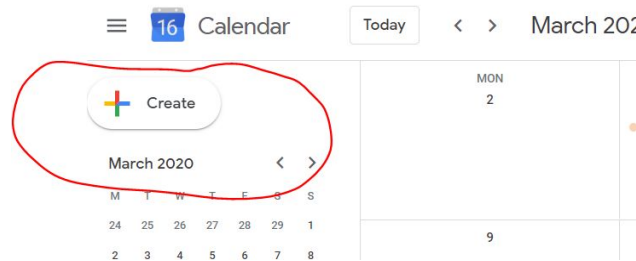 16 Calendar Today < > March 202
Create
March 2020 < >
M T W T F S S
24 25 26 27 28 29 1
2 3 4 5 6 7 8
MON
2
9